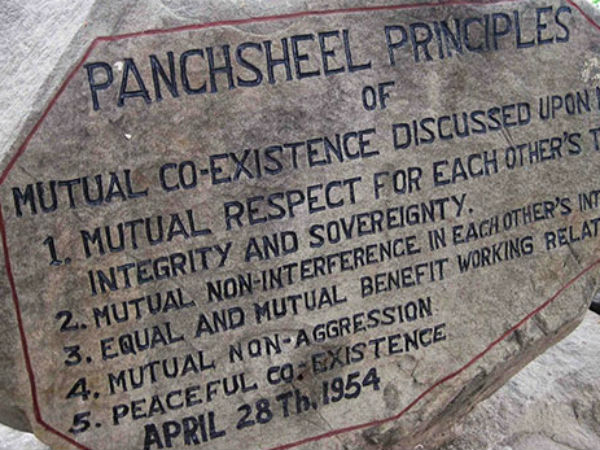 PANCHSHEEL PRINCIPLES
OF
MUTUAL CO-EXISTENCE DISCUSSED UPON
1. MUTUAL RESPECT FOR EACH OTHER'S
INTEGRITY AND SOVEREIGNTY.
2. MUTUAL NON-INTERFERENCE IN EACH OTHER'S
3. EQUAL AND MUTUAL BENEFIT WORKING
4. MUTUAL NON-AGGRESSION
5. PEACEFUL CO-EXISTENCE
APRIL 28Th, 1954